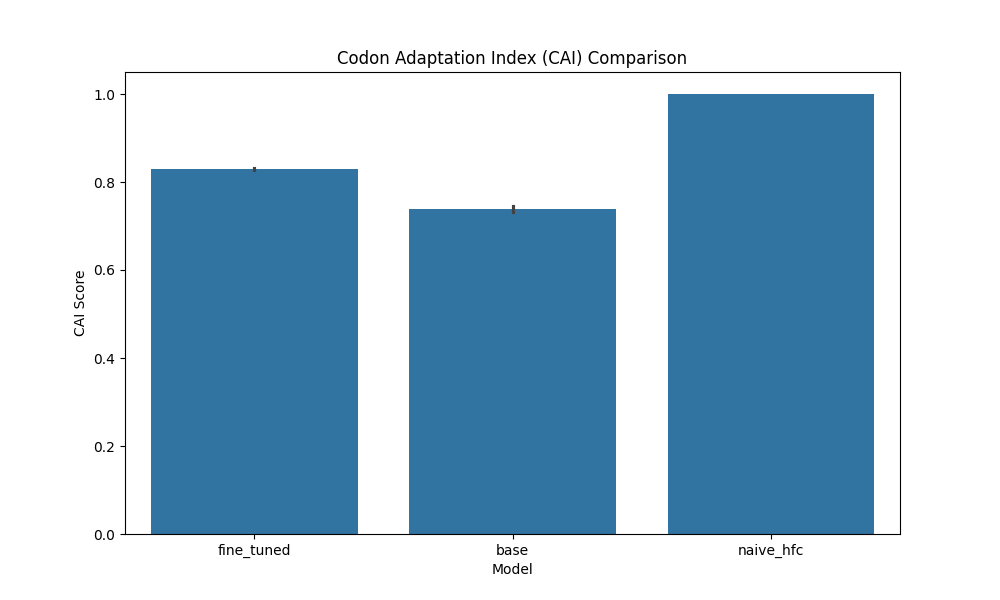 Codon Adaptation Index (CAI) Comparison
1.0
0.8
0.6
0.4
0.2
0.0
CAI Score
fine_tuned
base
naive_hfc
Model